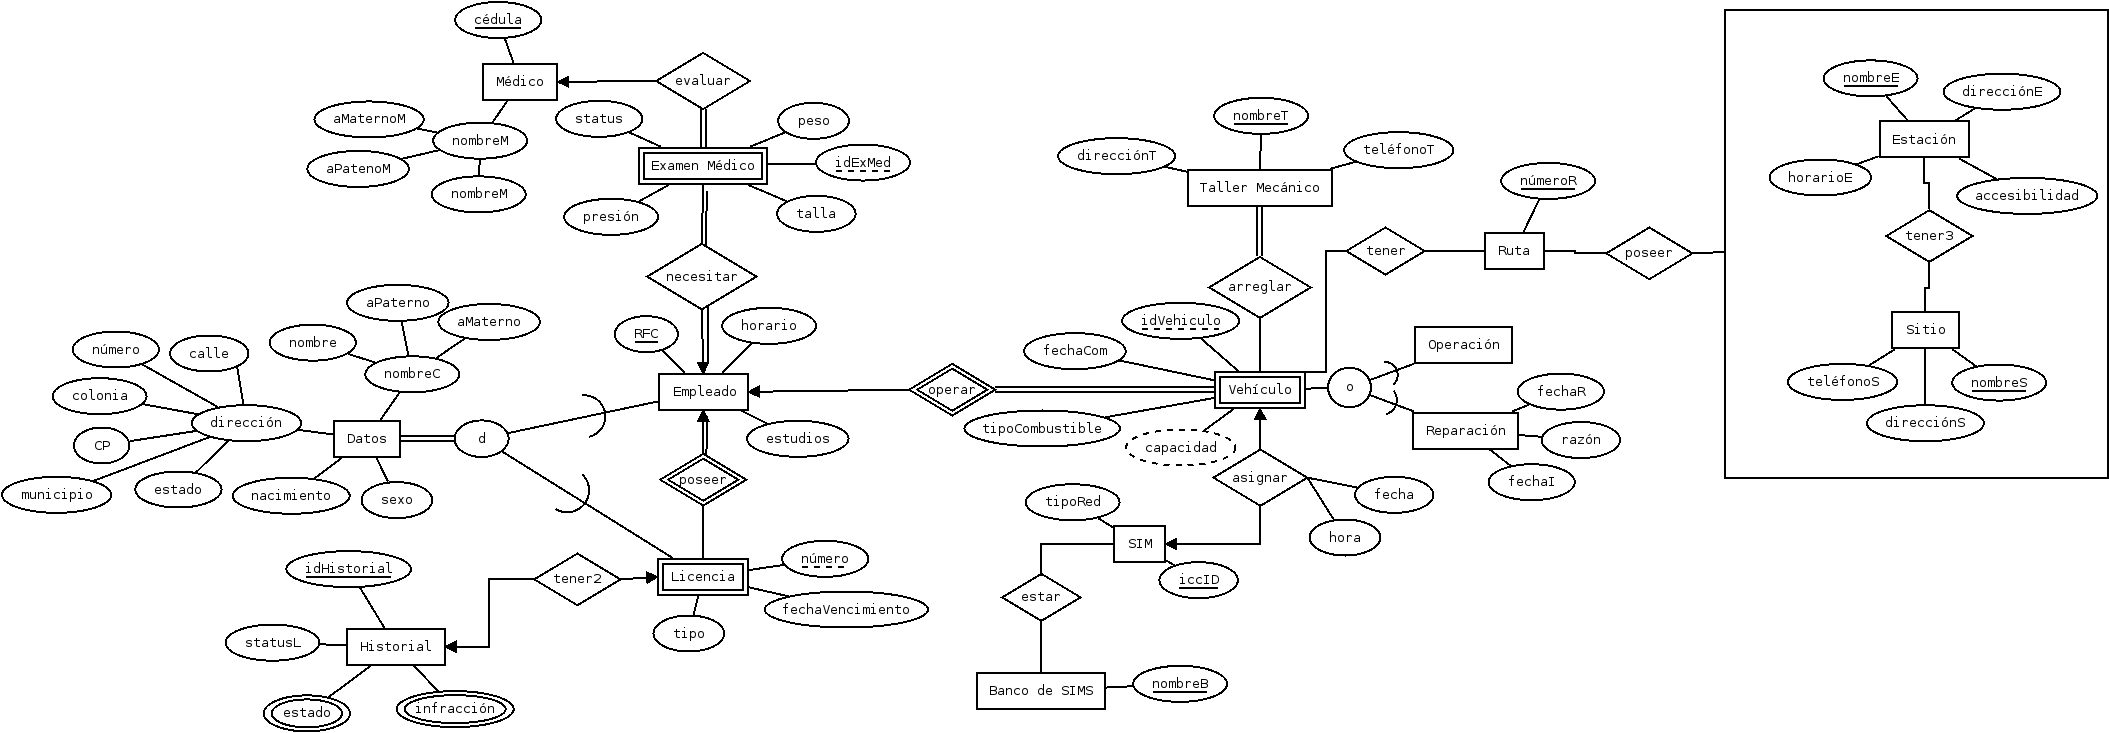 cédula
Médico
evaluar
aMaternoM
nombreM
aPatenoM
nombreM
status
peso
Examen Médico
idExMed
presión
talla
necesitar
nombreT
direcciónT
teléfonoT
Taller Mecánico
arreglar
tener
númeroR
Ruta
poseer
nombreE
direcciónE
Estación
horarioE
accesibilidad
tener3
Sitio
teléfonoS
nombreS
direcciónS
aPaterno
aMaterno
nombre
nombreC
número
calle
colonia
dirección
CP
municipio
estado
Datos
nacimiento
sexo
d
RFC
horario
Empleado
estudios
operar
poseer
idVehiculo
fechaCom
Vehículo
tipoCombustible
capacidad
o
Operación
fechaR
Reparación
razón
fechaI
asignar
fecha
hora
tipoRed
SIM
iccID
estar
Banco de SIMS
nombreB
número
Licencia
fechaVencimiento
tipo
tener2
idHistorial
statusL
Historial
estado
infracción